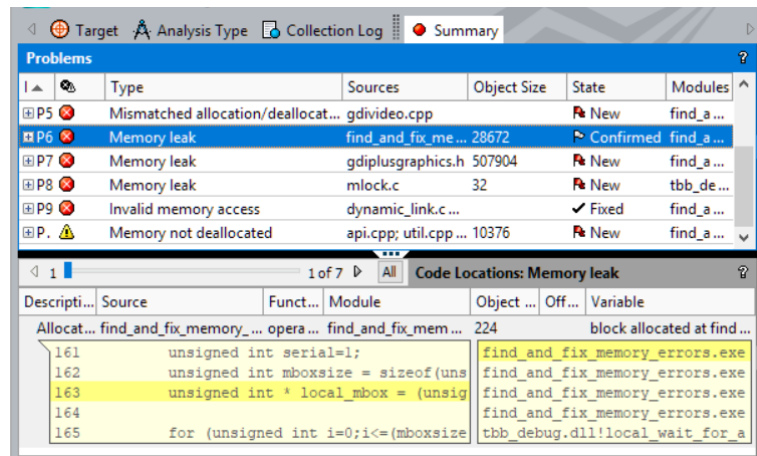 Target Analysis Type Collection Log Summary
Problems ?
I Type Sources Object Size State Modules
P5 Mismatched allocation/deallocat... gdivideo.cpp New find_a ...
P6 Memory leak find_and_fix_me ... 28672 Confirmed find_a ...
P7 Memory leak gdiplusgraphics.h 507904 New find_a ...
P8 Memory leak mlock.c 32 New tbb_de ...
P9 Invalid memory access dynamic_link.c ... Fixed find_a ...
P. Memory not deallocated api.cpp; util.cpp ... 10376 New find_a ...
1 1 of 7 All Code Locations: Memory leak ?
Descripti... Source Funct... Module Object ... Off... Variable
Allocat... find_and_fix_memory_ ... opera ... find_and_fix_mem ... 224 block allocated at find ...
161 unsigned int serial=1; find_and_fix_memory_errors.exe
162 unsigned int mboxsize = sizeof(uns find_and_fix_memory_errors.exe
163 unsigned int * local_mbox = (unsig find_and_fix_memory_errors.exe
164 find_and_fix_memory_errors.exe
165 for (unsigned int i=0;i<=(mboxsize tbb_debug.dll!local_wait_for_a